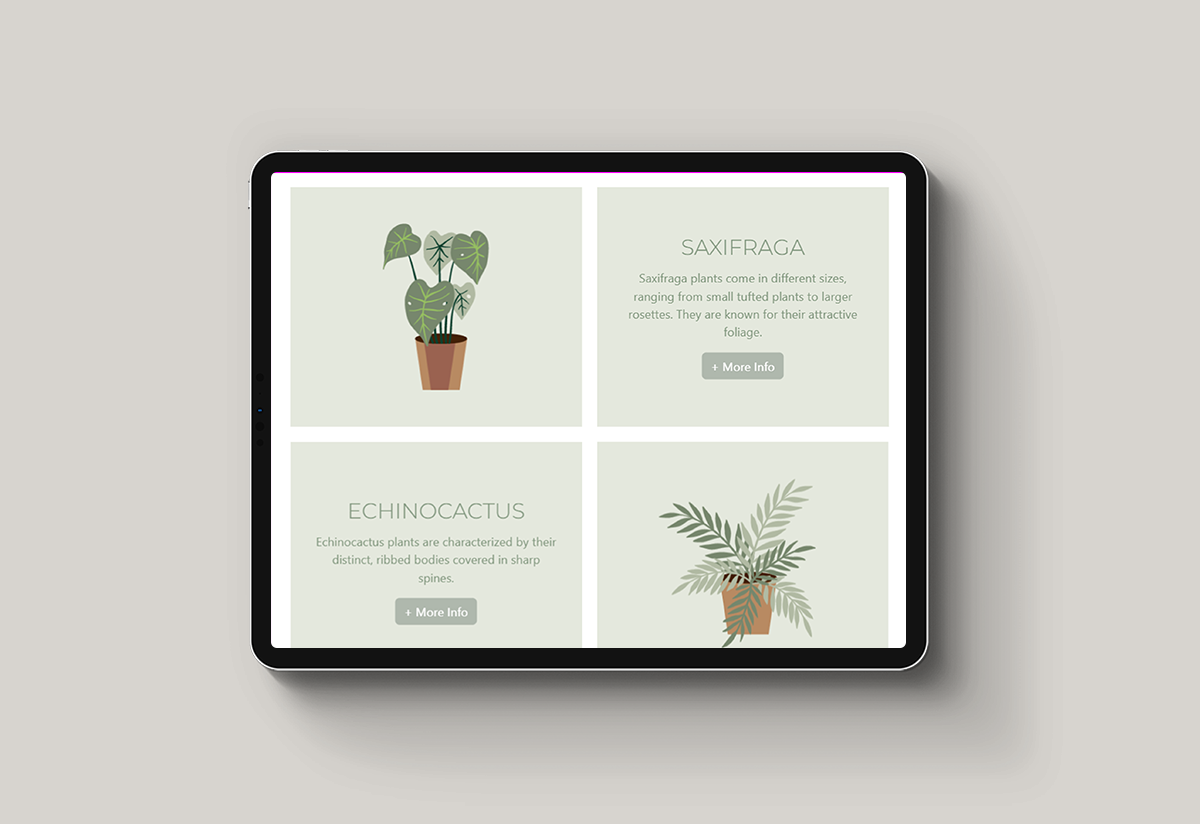 SAXIFRAGA
Saxifraga plants come in different sizes,
ranging from small tufted plants to larger
rosettes. They are known for their attractive
foliage.
+ More Info
ECHINOCACTUS
Echinocactus plants are characterized by their
distinct, ribbed bodies covered in sharp
spines.
+ More Info